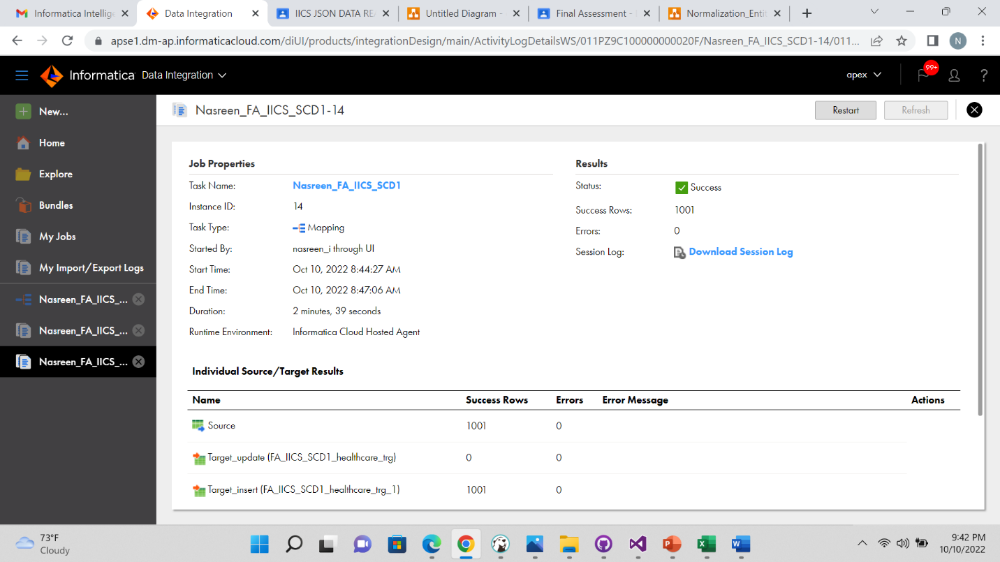 Informatica Intellige
Data Integration
IICS JSON DATA RE
Untitled Diagram -
Final Assessment -
Normalization_Entit
apse1.dm-ap.informaticacloud.com/diUI/products/integrationDesign/main/ActivityLogDetailsWS/011PZ9C100000000020F/Nasreen_FA_IICS_SCD1-14/011...
N
Informatica Data Integration
apex
99+
?
New...
Home
Explore
Bundles
My Jobs
My Import/Export Logs
Nasreen_FA_IICS_...
Nasreen_FA_IICS_...
Nasreen_FA_IICS_...
Nasreen_FA_IICS_SCD1-14
Restart
Refresh
Job Properties
Task Name: Nasreen_FA_IICS_SCD1
Instance ID: 14
Task Type: Mapping
Started By: nasreen_i through UI
Start Time: Oct 10, 2022 8:44:27 AM
End Time: Oct 10, 2022 8:47:06 AM
Duration: 2 minutes, 39 seconds
Runtime Environment: Informatica Cloud Hosted Agent
Results
Status: Success
Success Rows: 1001
Errors: 0
Session Log: Download Session Log
Individual Source/Target Results
Name Success Rows Errors Error Message Actions
Source 1001 0
Target_update (FA_IICS_SCD1_healthcare_trg) 0 0
Target_insert (FA_IICS_SCD1_healthcare_trg_1) 1001 0
73°F
Cloudy
9:42 PM
10/10/2022